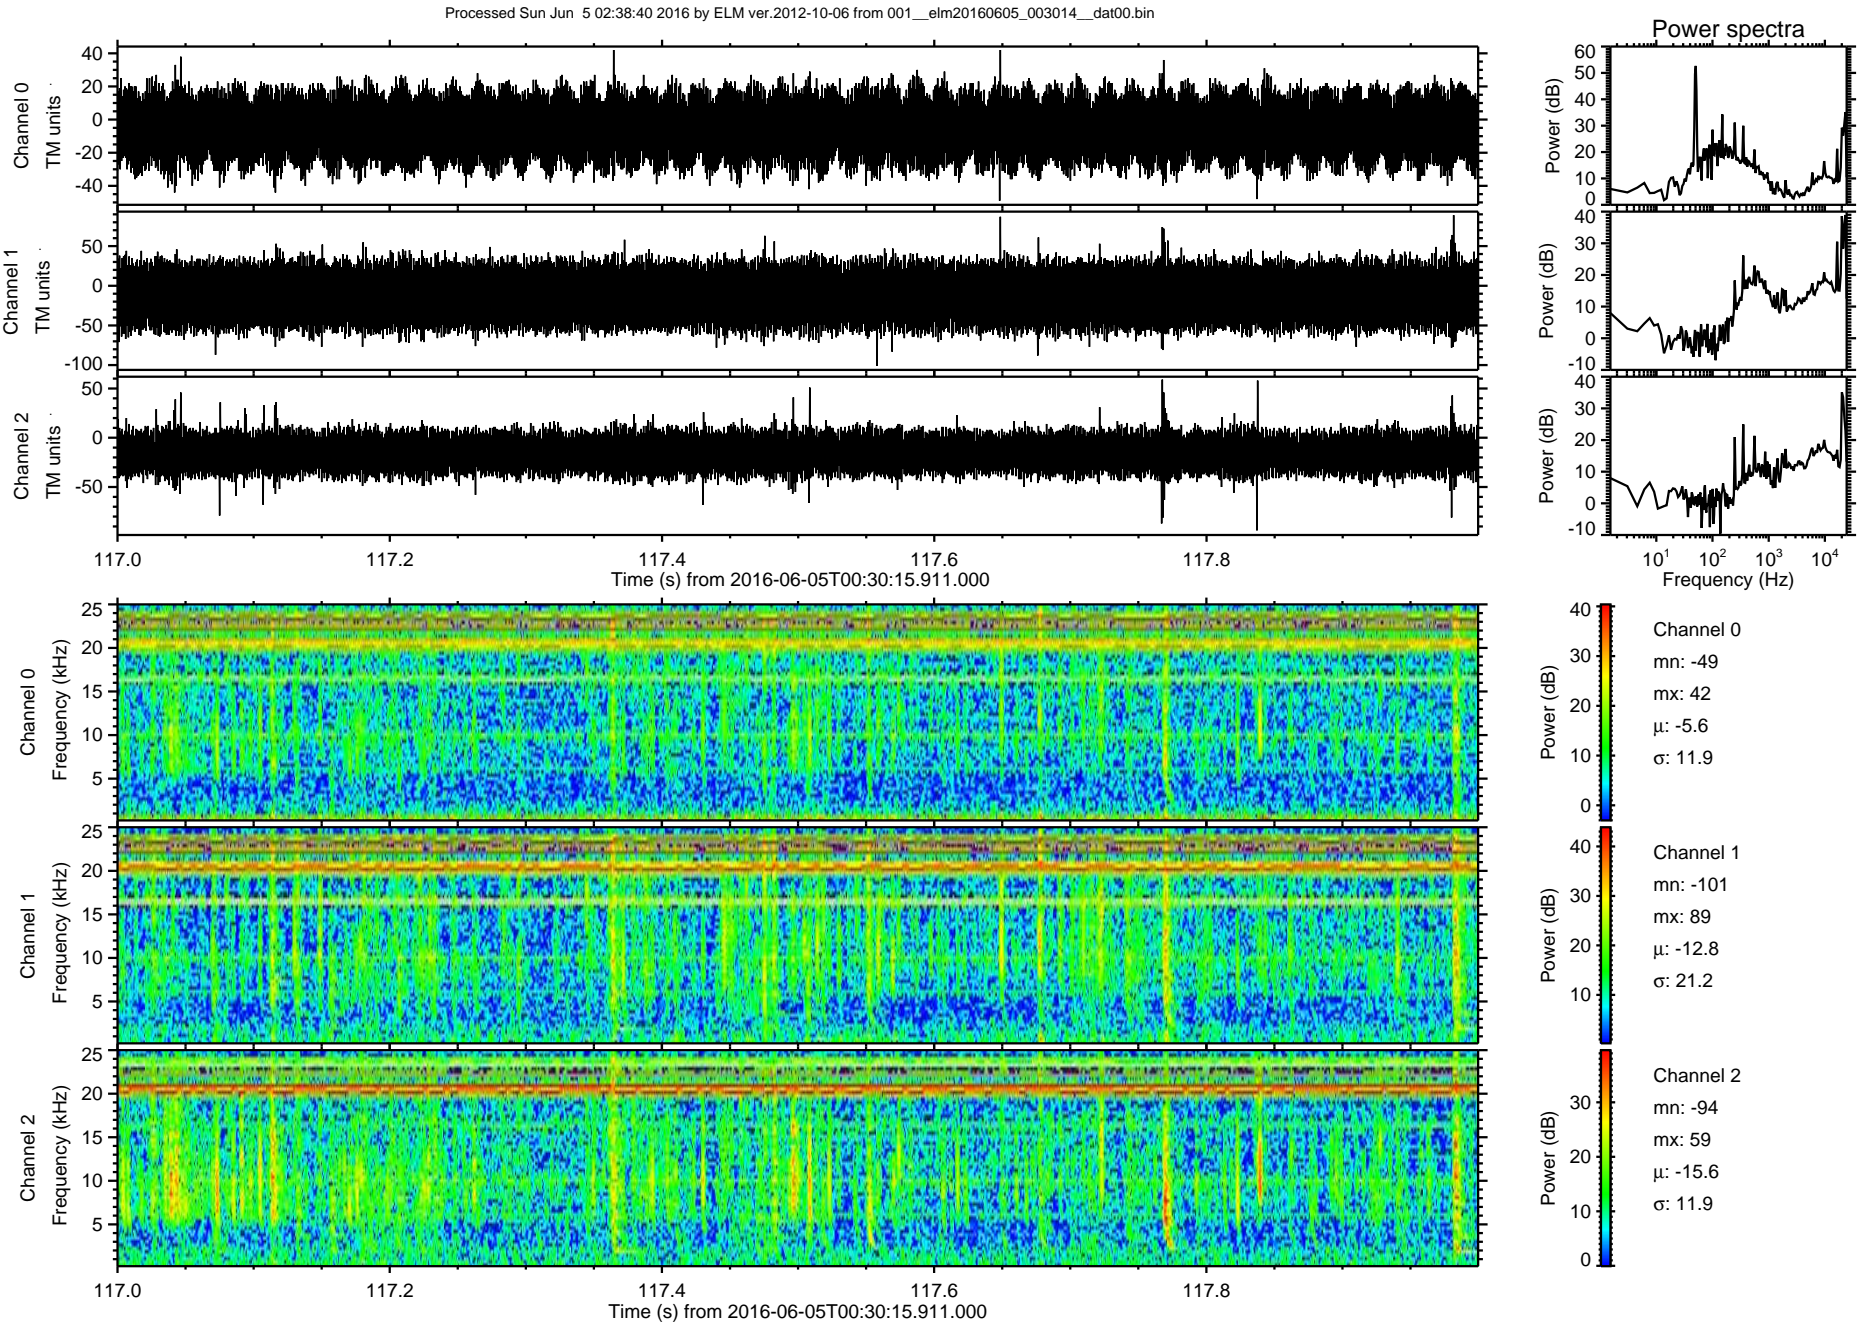 Processed Sun Jun  5 02:38:40 2016 by ELM ver.2012-10-06 from 001__elm20160605_003014__dat00.bin
Power spectra
Channel 0
TM units
40
20
0
-20
-40
Power (dB)
60
50
40
30
20
10
0
Channel 1
TM units
50
0
-50
-100
Power (dB)
40
30
20
10
0
-10
Channel 2
TM units
50
0
-50
Power (dB)
40
30
20
10
0
-10
117.0 117.2 117.4 117.6 117.8
Time (s) from 2016-06-05T00:30:15.911.000
10^1 10^2 10^3 10^4
Frequency (Hz)
Channel 0
Frequency (kHz)
25
20
15
10
5
Power (dB)
40
30
20
10
0
Channel 0
mn: -49
mx: 42
μ: -5.6
σ: 11.9
Channel 1
Frequency (kHz)
25
20
15
10
5
Power (dB)
40
30
20
10
Channel 1
mn: -101
mx: 89
μ: -12.8
σ: 21.2
Channel 2
Frequency (kHz)
25
20
15
10
5
Power (dB)
30
20
10
0
Channel 2
mn: -94
mx: 59
μ: -15.6
σ: 11.9
117.0 117.2 117.4 117.6 117.8
Time (s) from 2016-06-05T00:30:15.911.000